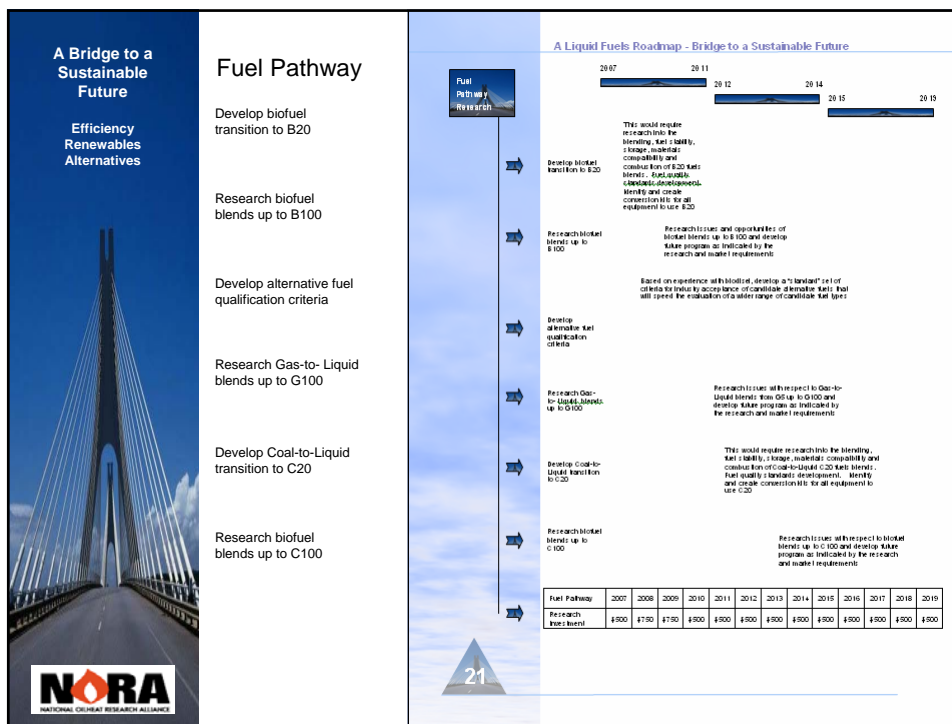 A Bridge to a
Sustainable
Future
Efficiency
Renewables
Alternatives
NORA
NATIONAL OILHEAT RESEARCH ALLIANCE
Fuel Pathway
Develop biofuel
transition to B20
Research biofuel
blends up to B100
Develop alternative fuel
qualification criteria
Research Gas-to- Liquid
blends up to G100
Develop Coal-to-Liquid
transition to C20
Research biofuel
blends up to C100
A Liquid Fuels Roadmap - Bridge to a Sustainable Future
Fuel
Pathway
Research
2007 2011
2012 2014
2015 2019
Develop biofuel
transition to B20
This would require
research into the
blending, fuel stability,
storage, materials
compatibility and
combustion of B20 fuels
blends. Fuel quality
standards development.
Identify and create
conversion kits for all
equipment to use B20
Research biofuel
blends up to
B100
Research issues and opportunities of
biofuel blends up to B100 and develop
future program as indicated by the
research and market requirements
Based on experience with biodisel, develop a "standard" set of
criteria for industry acceptance of candidate alternative fuels that
will speed the evaluation of a wider range of candidate fuel types
Develop
alternative fuel
qualification
criteria
Research Gas-
to- Liquid blends
up to G100
Research issues with respect to Gas-to-
Liquid blends from G5 up to G100 and
develop future program as indicated by
the research and market requirements
Develop Coal-to-
Liquid transition
to C20
This would require research into the blending,
fuel stability, storage, materials compatibility and
combustion of Coal-to-Liquid C20 fuels blends.
Fuel quality standards development. Identify
and create conversion kits for all equipment to
use C20
Research biofuel
blends up to
C100
Research issues with respect to biofuel
blends up to C100 and develop future
program as indicated by the research
and market requirements
Fuel Pathway 2007 2008 2009 2010 2011 2012 2013 2014 2015 2016 2017 2018 2019
Research
Investment $500 $750 $750 $500 $500 $500 $500 $500 $500 $500 $500 $500 $500
21